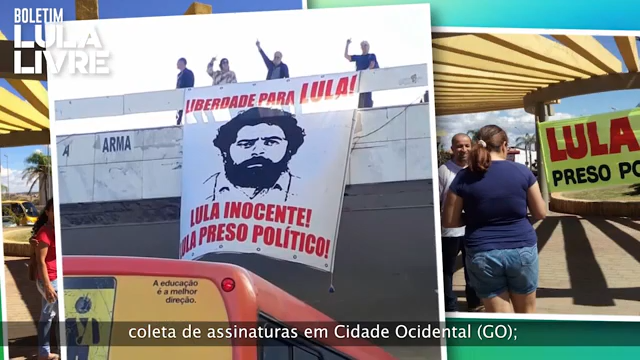 BOLETIM
LULA
LIVRE
LIBERDADE PARA LULA!
ARMA
LULA INOCENTE!
LULA PRESO POLÍTICO!
LULA
PRESO PO
A educação
é a melhor
direção.
coleta de assinaturas em Cidade Ocidental (GO);